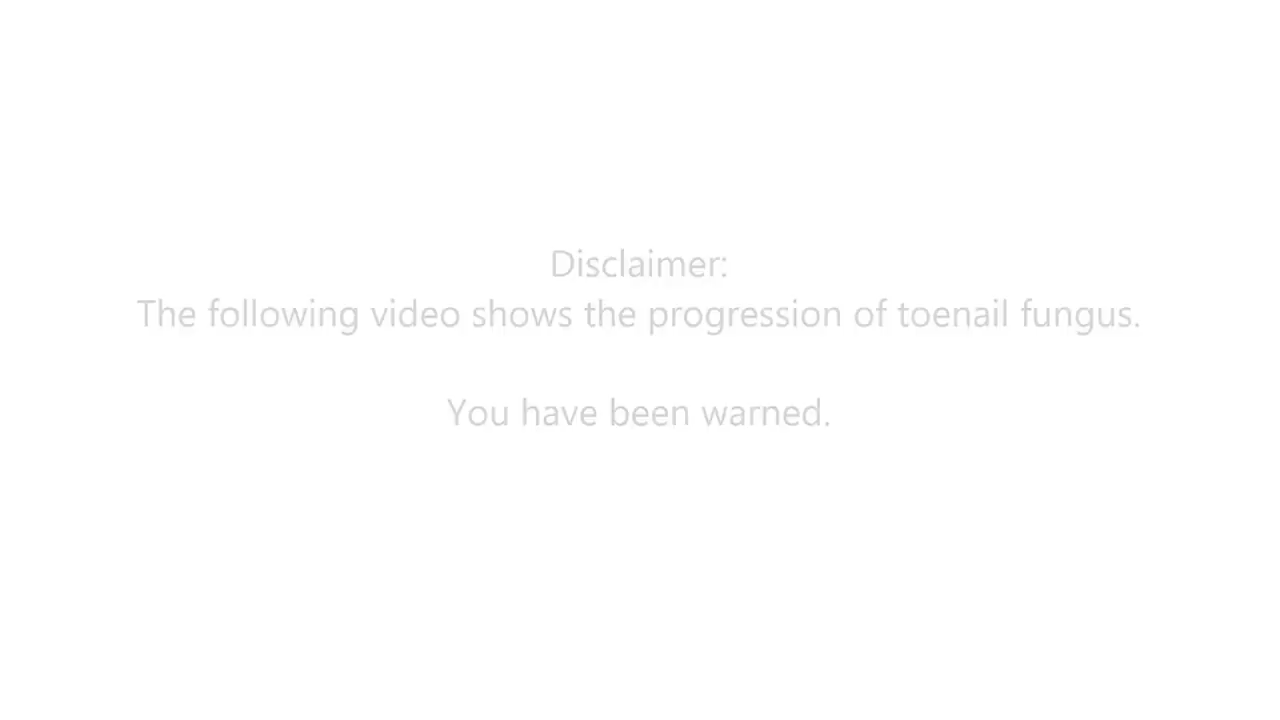 Disclaimer:
The following video shows the progression of toenail fungus.
You have been warned.